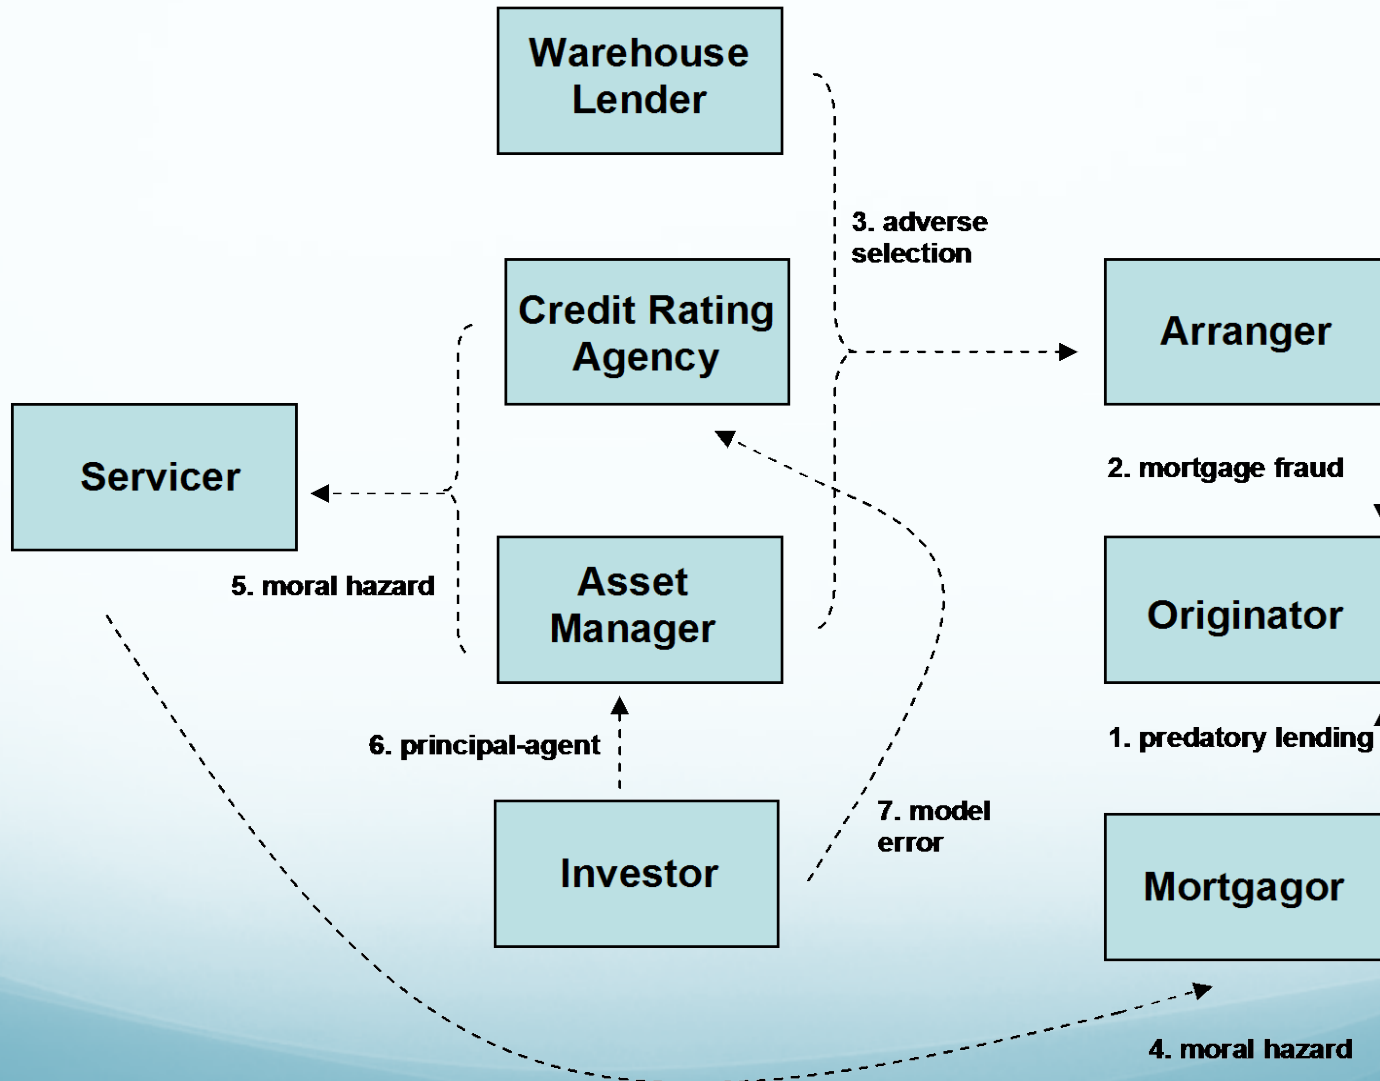 Warehouse
Lender
3. adverse
selection
Credit Rating
Agency
Arranger
Servicer
2. mortgage fraud
5. moral hazard
Asset
Manager
Originator
6. principal-agent
1. predatory lending
7. model
error
Investor
Mortgagor
4. moral hazard